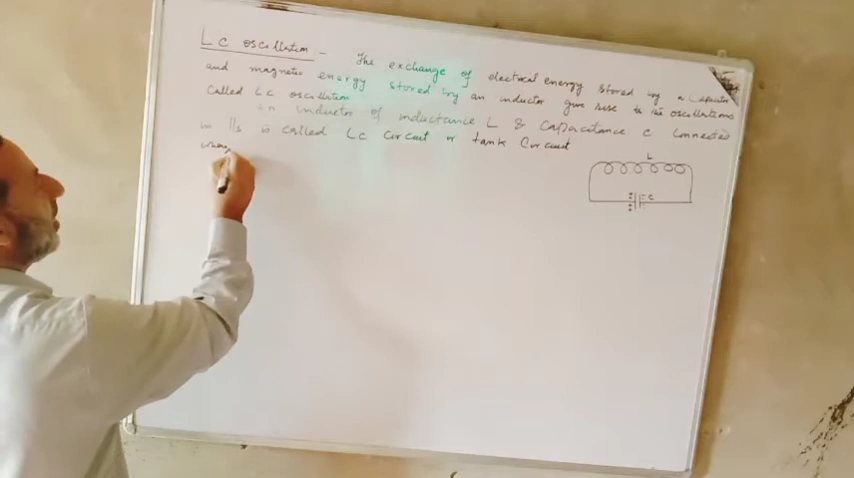 Lc oscillation :- The exchange of electrical energy stored by a Capacitor
and magnetic energy stored by an inductor give rise to the oscillations
called LC oscillation
an inductor of inductance L & Capacitance c connected
in ||s is called Lc Circuit or tank Circuit
L
c